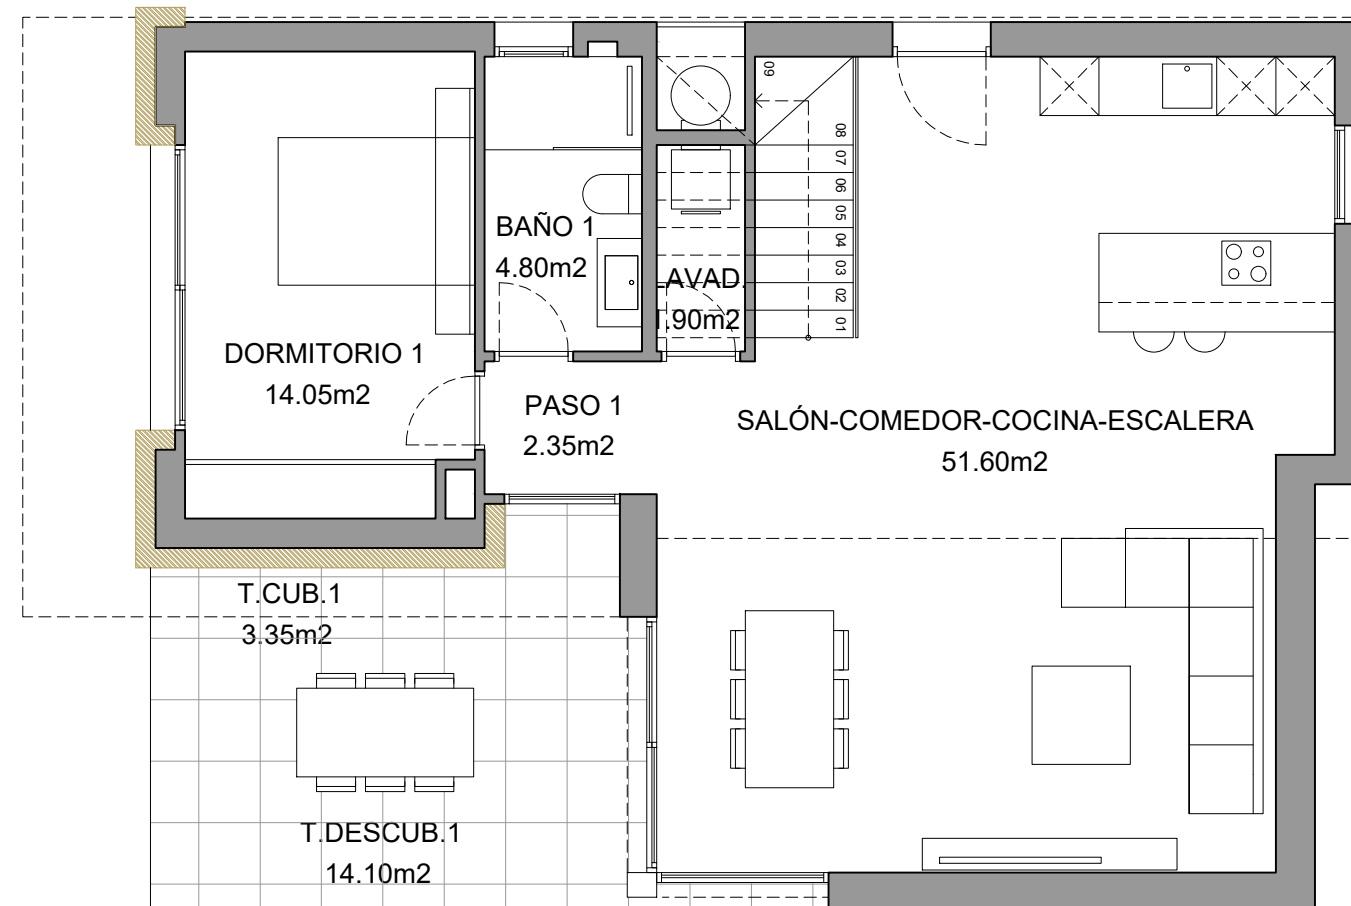 09
08
07
06
05
04
03
02
01
BAÑO 1
4.80m2
LAVAD.
1.90m2
DORMITORIO 1
14.05m2
PASO 1
2.35m2
SALÓN-COMEDOR-COCINA-ESCALERA
51.60m2
T.CUB.1
3.35m2
T.DESCUB.1
14.10m2